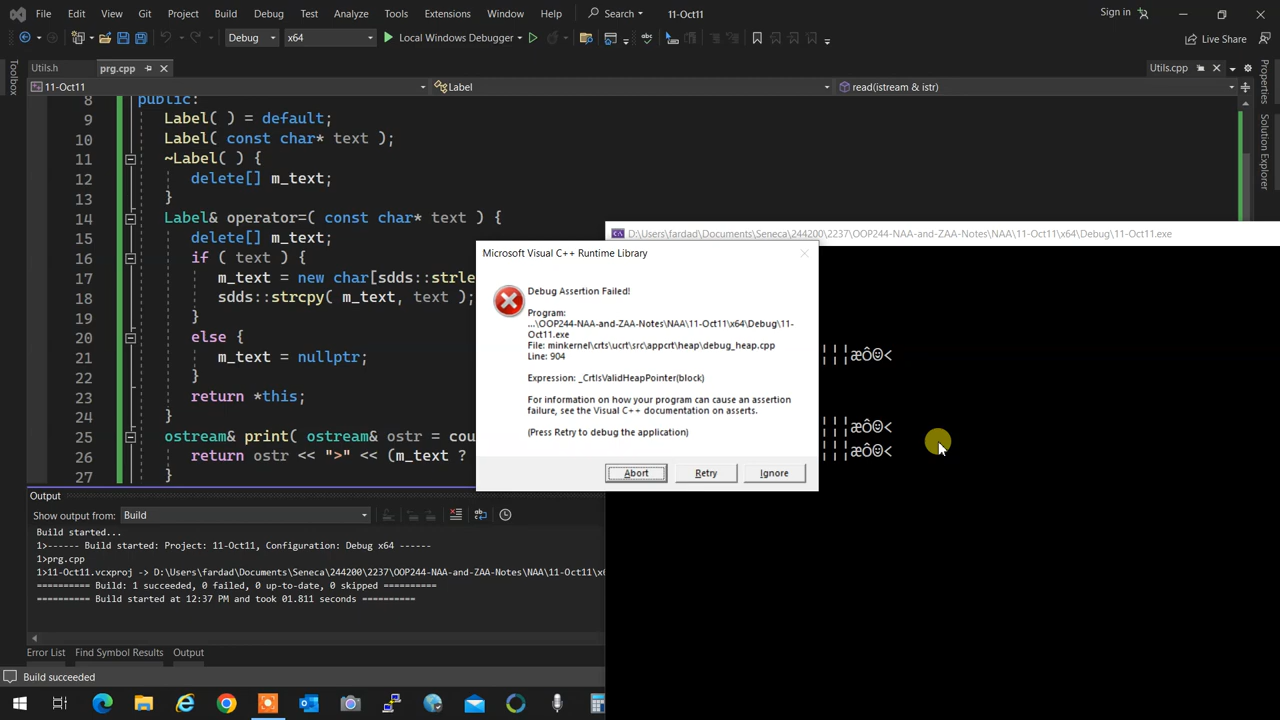 File Edit View Git Project Build Debug Test Analyze Tools Extensions Window Help Search 11-Oct11 Sign in
Debug x64 Local Windows Debugger Live Share
Toolbox
Utils.h prg.cpp Utils.cpp
11-Oct11 Label read(istream & istr)
Properties
Solution Explorer
8 public:
9 Label( ) = default;
10 Label( const char* text );
11 ~Label( ) {
12 delete[] m_text;
13 }
14 Label& operator=( const char* text ) {
15 delete[] m_text;
16 if ( text ) {
17 m_text = new char[sdds::strle
18 sdds::strcpy( m_text, text );
19 }
20 else {
21 m_text = nullptr;
22 }
23 return *this;
24 }
25 ostream& print( ostream& ostr = cou
26 return ostr << ">" << (m_text ?
27 }
D:\Users\fardad\Documents\Seneca\244200\2237\OOP244-NAA-and-ZAA-Notes\NAA\11-Oct11\x64\Debug\11-Oct11.exe
¦¦¦æô☺<
¦¦¦æô☺<
¦¦¦æô☺<
Microsoft Visual C++ Runtime Library
Debug Assertion Failed!
Program:
...\OOP244-NAA-and-ZAA-Notes\NAA\11-Oct11\x64\Debug\11-
Oct11.exe
File: minkernel\crts\ucrt\src\appcrt\heap\debug_heap.cpp
Line: 904
Expression: _CrtIsValidHeapPointer(block)
For information on how your program can cause an assertion
failure, see the Visual C++ documentation on asserts.
(Press Retry to debug the application)
Abort Retry Ignore
Output
Show output from: Build
Build started...
1>------ Build started: Project: 11-Oct11, Configuration: Debug x64 ------
1>prg.cpp
1>11-Oct11.vcxproj -> D:\Users\fardad\Documents\Seneca\244200\2237\OOP244-NAA-and-ZAA-Notes\NAA\11-Oct11\x6
========== Build: 1 succeeded, 0 failed, 0 up-to-date, 0 skipped ==========
========== Build started at 12:37 PM and took 01.811 seconds ==========
Error List Find Symbol Results Output
Build succeeded